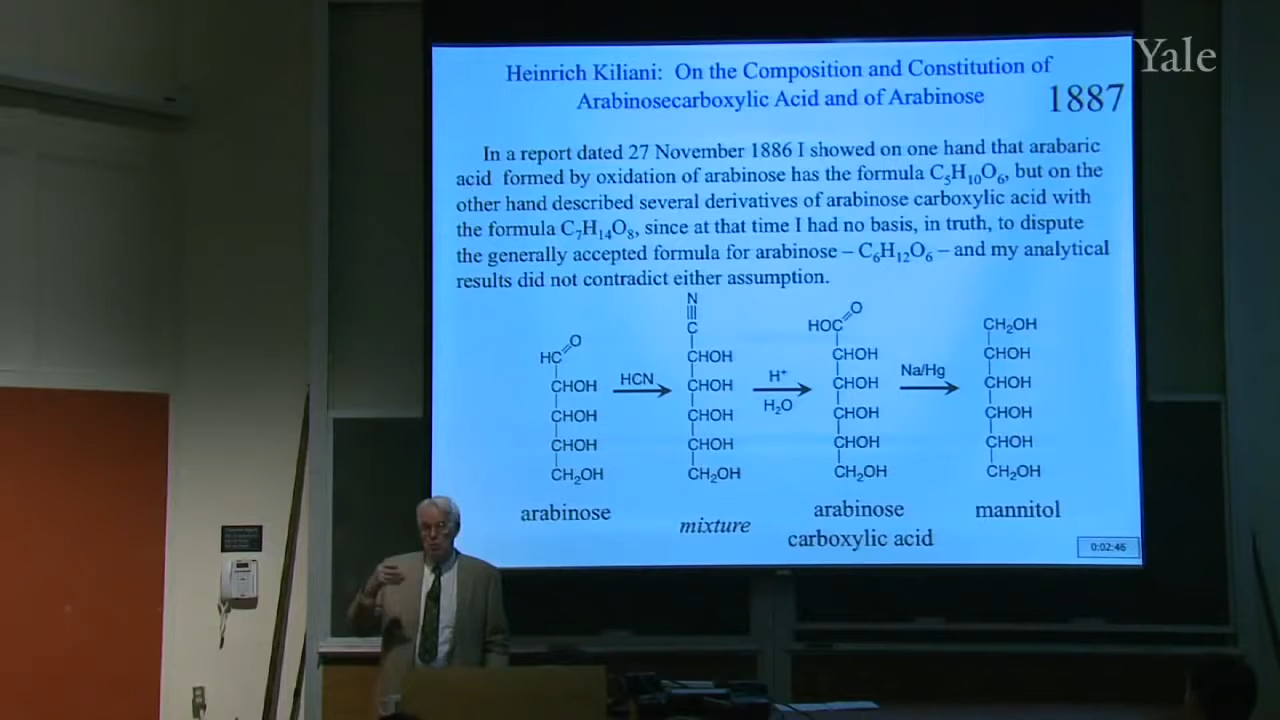 Yale
Heinrich Kiliani: On the Composition and Constitution of
Arabinosecarboxylic Acid and of Arabinose
1887
In a report dated 27 November 1886 I showed on one hand that arabaric
acid formed by oxidation of arabinose has the formula C₅H₁₀O₆, but on the
other hand described several derivatives of arabinose carboxylic acid with
the formula C₇H₁₄O₈, since at that time I had no basis, in truth, to dispute
the generally accepted formula for arabinose – C₆H₁₂O₆ – and my analytical
results did not contradict either assumption.
HC=O
CHOH
CHOH
CHOH
CH₂OH
arabinose
HCN
N
C
CHOH
CHOH
CHOH
CHOH
CH₂OH
mixture
H⁺
H₂O
HOC=O
CHOH
CHOH
CHOH
CHOH
CH₂OH
arabinose
carboxylic acid
Na/Hg
CH₂OH
CHOH
CHOH
CHOH
CHOH
CH₂OH
mannitol
0:02:46